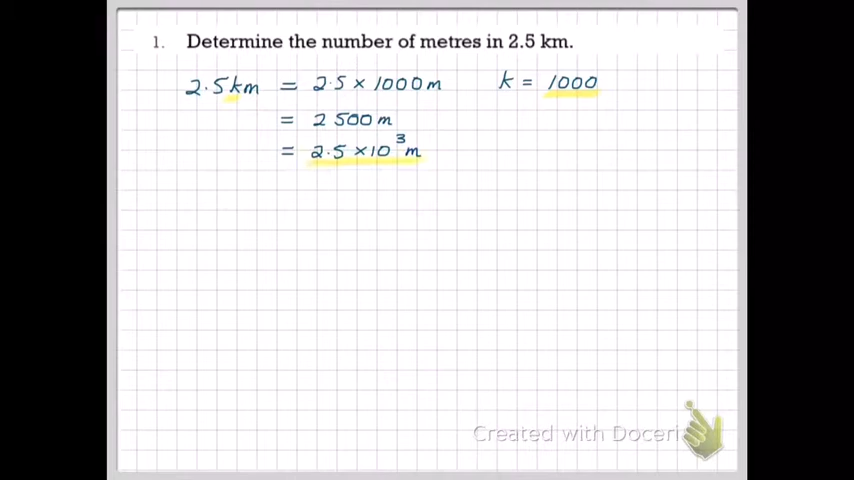 1. Determine the number of metres in 2.5 km.
2.5km = 2.5 × 1000 m k = 1000
= 2 500 m
= 2.5 × 10³ m
Created with Doceri